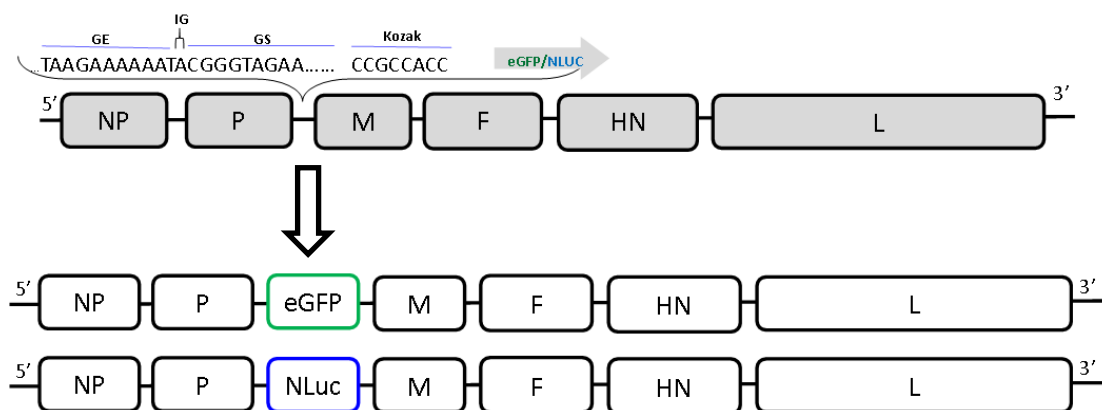 IG
GE GS Kozak
...TAAGAAAAAATACGGGTAGAA...... CCGCCACC eGFP/NLUC
5’ NP P M F HN L 3’
5’ NP P eGFP M F HN L 3’
5’ NP P NLuc M F HN L 3’